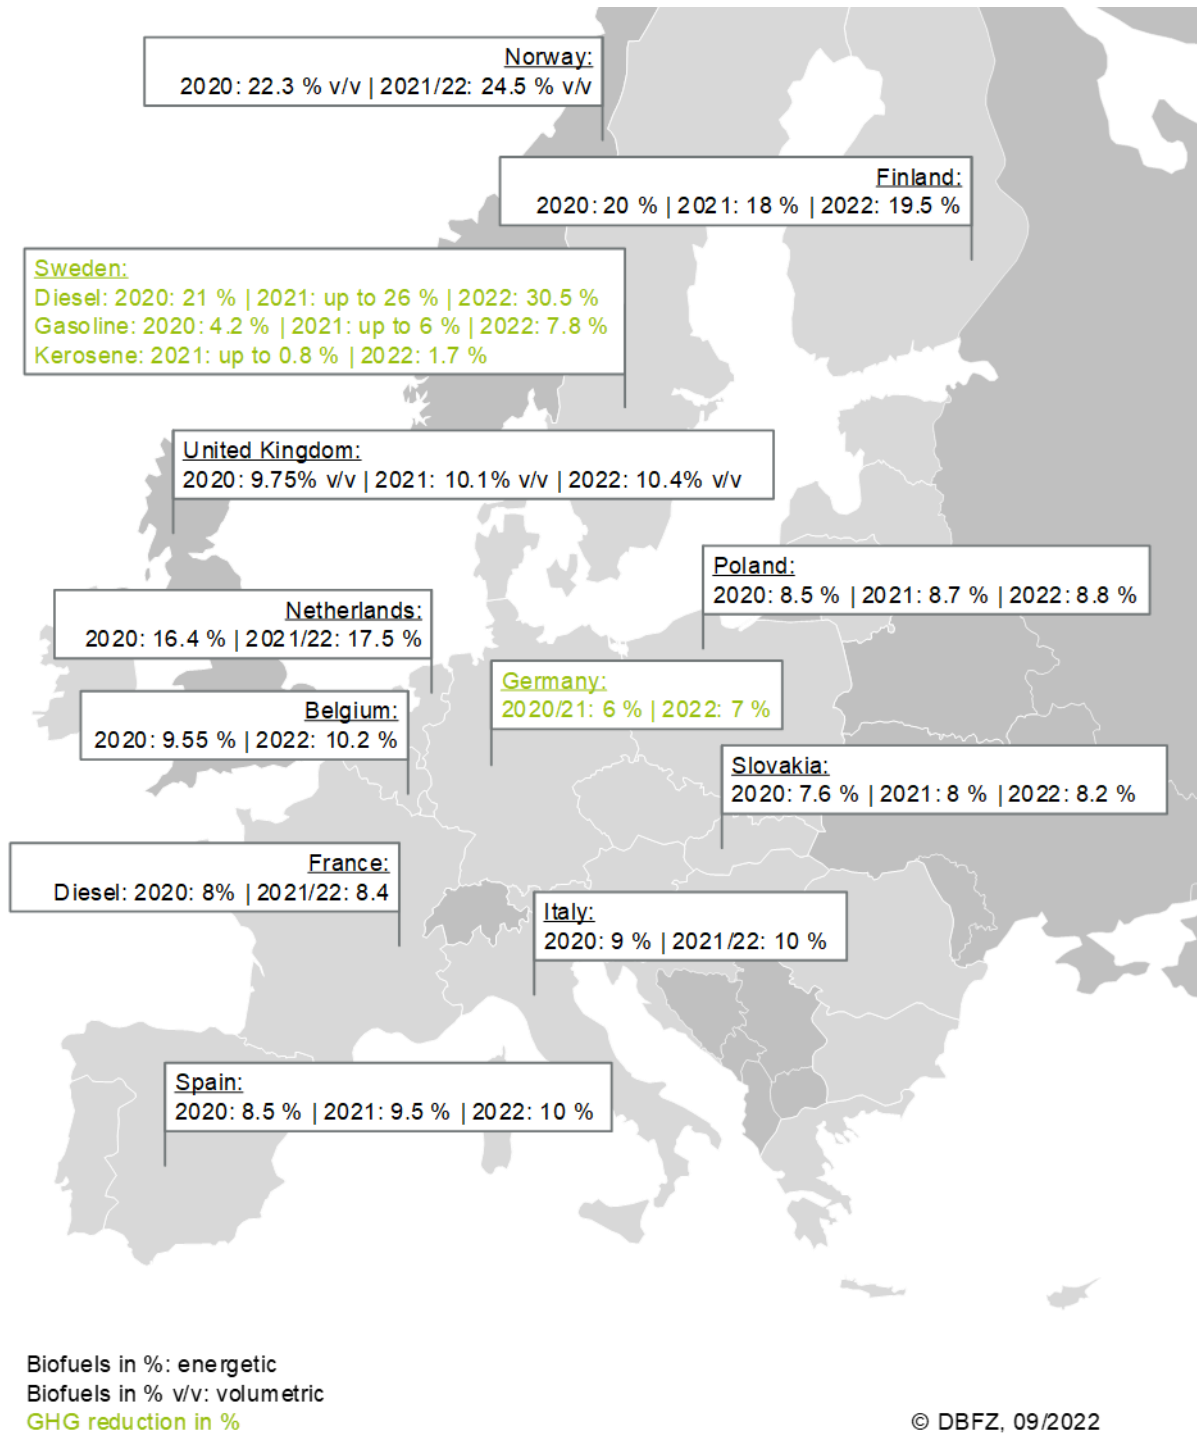 Norway:
2020: 22.3 % v/v | 2021/22: 24.5 % v/v
Finland:
2020: 20 % | 2021: 18 % | 2022: 19.5 %
Sweden:
Diesel: 2020: 21 % | 2021: up to 26 % | 2022: 30.5 %
Gasoline: 2020: 4.2 % | 2021: up to 6 % | 2022: 7.8 %
Kerosene: 2021: up to 0.8 % | 2022: 1.7 %
United Kingdom:
2020: 9.75% v/v | 2021: 10.1% v/v | 2022: 10.4% v/v
Poland:
2020: 8.5 % | 2021: 8.7 % | 2022: 8.8 %
Netherlands:
2020: 16.4 % | 2021/22: 17.5 %
Germany:
2020/21: 6 % | 2022: 7 %
Belgium:
2020: 9.55 % | 2022: 10.2 %
Slovakia:
2020: 7.6 % | 2021: 8 % | 2022: 8.2 %
France:
Diesel: 2020: 8% | 2021/22: 8.4
Italy:
2020: 9 % | 2021/22: 10 %
Spain:
2020: 8.5 % | 2021: 9.5 % | 2022: 10 %
Biofuels in %: energetic
Biofuels in % v/v: volumetric
GHG reduction in %
© DBFZ, 09/2022